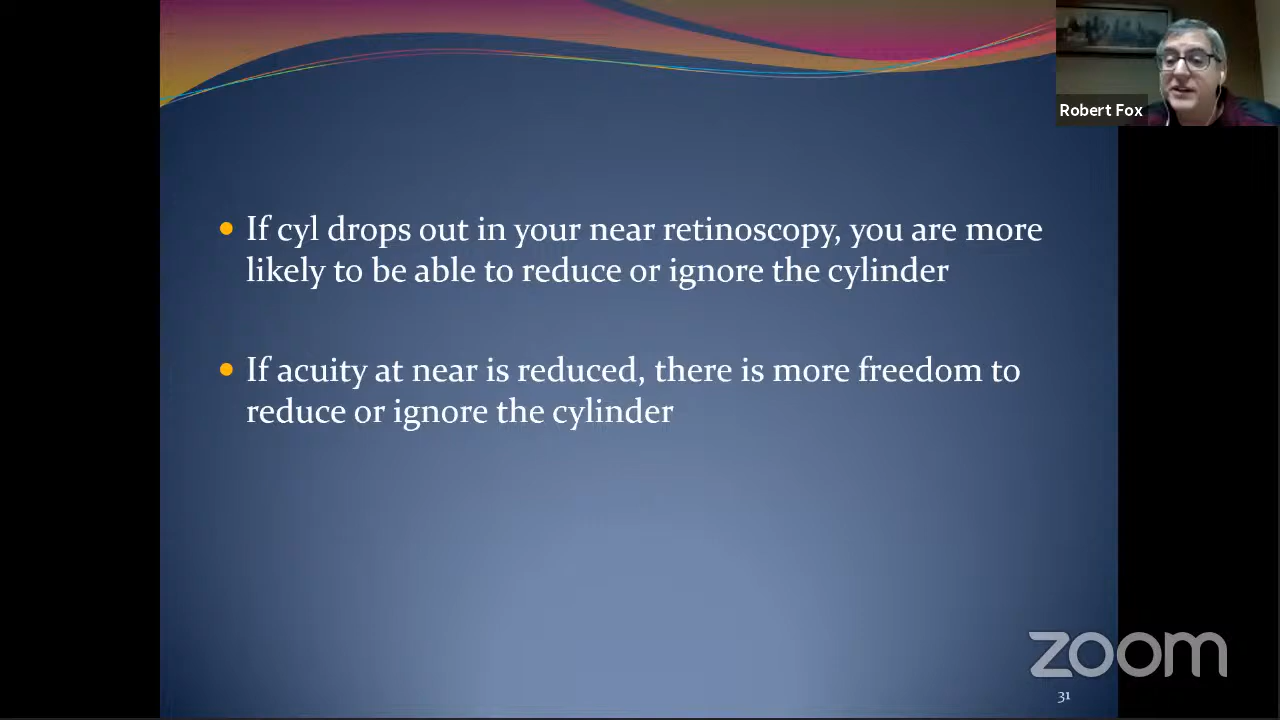 Robert Fox
If cyl drops out in your near retinoscopy, you are more
likely to be able to reduce or ignore the cylinder
If acuity at near is reduced, there is more freedom to
reduce or ignore the cylinder
zoom
31